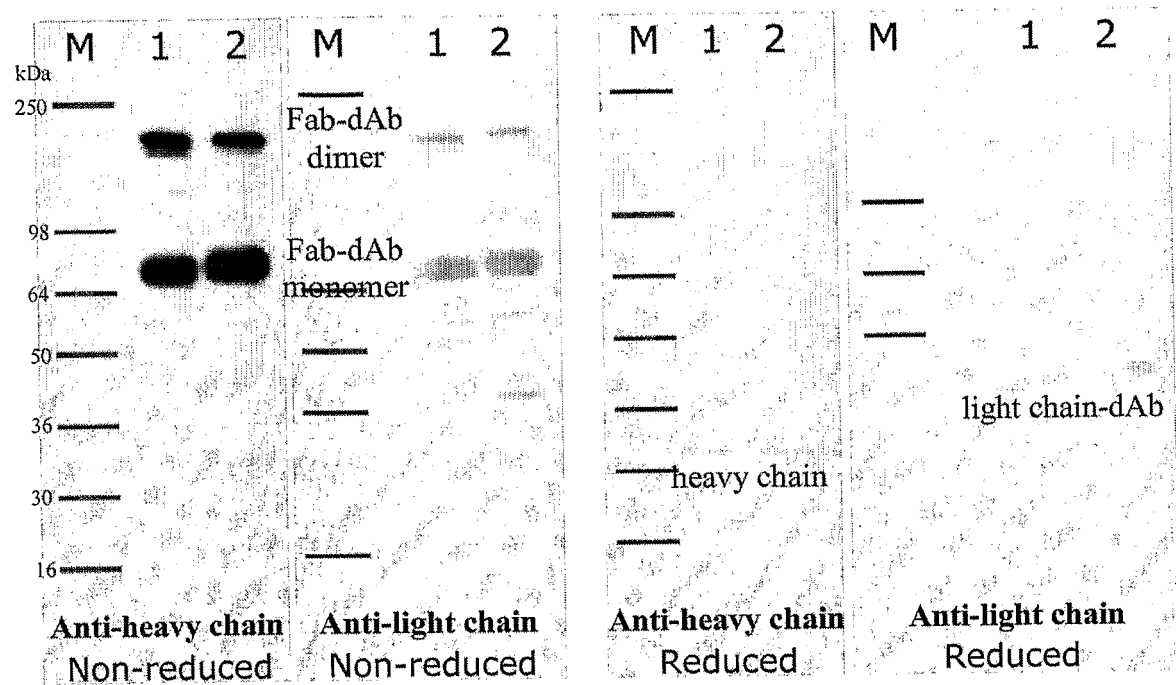 M 1 2 M 1 2 M 1 2 M 1 2
kDa
250
Fab-dAb
dimer
98
Fab-dAb
monomer
64
50
36
light chain-dAb
heavy chain
30
16
Anti-heavy chain
Non-reduced
Anti-light chain
Non-reduced
Anti-heavy chain
Reduced
Anti-light chain
Reduced